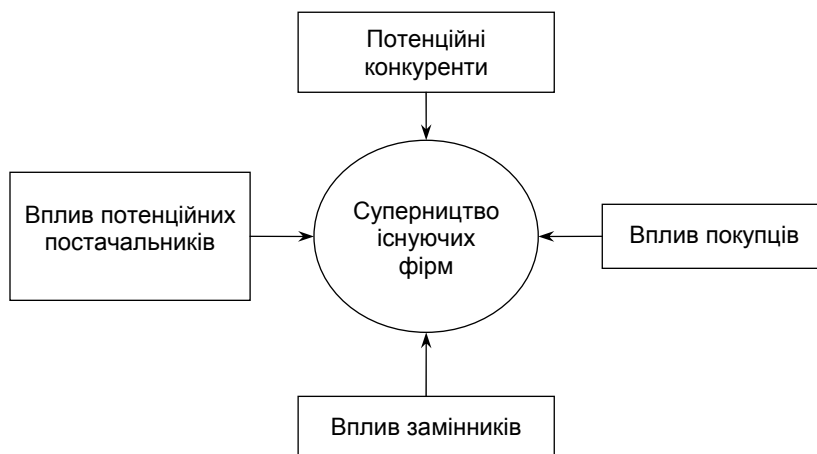 Потенційні
конкуренти
Вплив потенційних
постачальників
Суперництво
існуючих
фірм
Вплив покупців
Вплив замінників